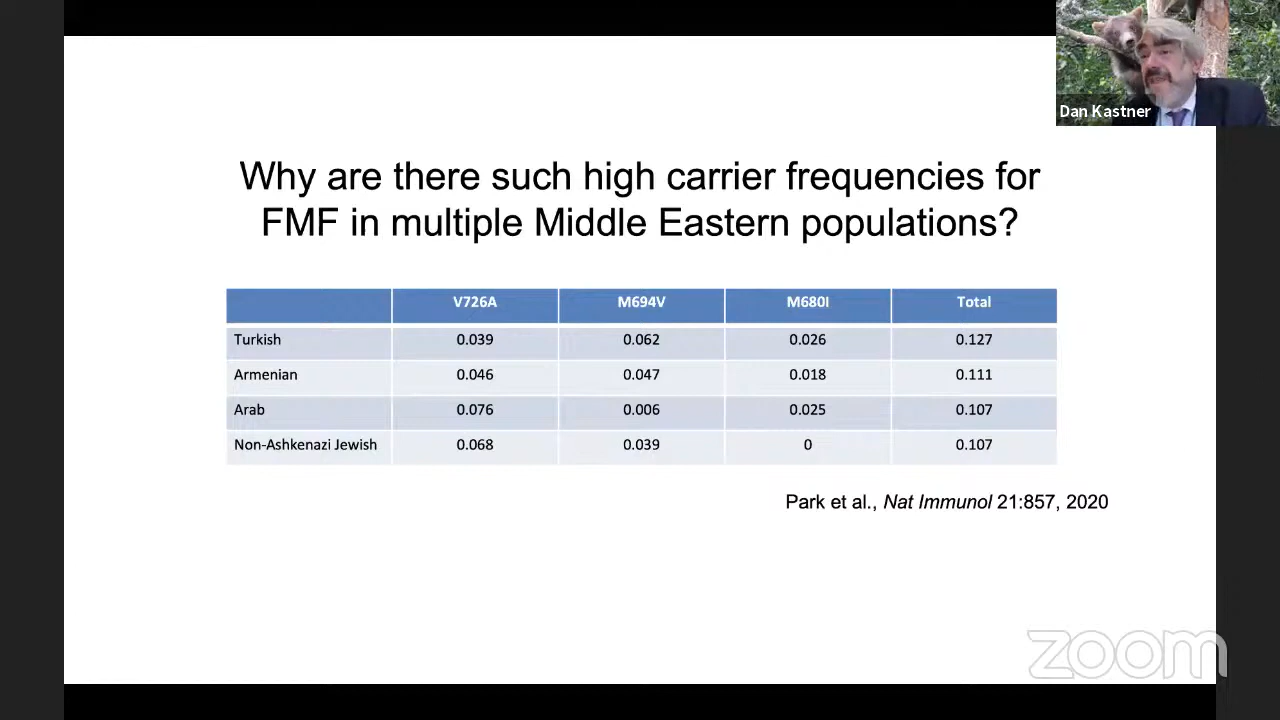 Dan Kastner
Why are there such high carrier frequencies for
FMF in multiple Middle Eastern populations?
V726A M694V M680I Total
Turkish 0.039 0.062 0.026 0.127
Armenian 0.046 0.047 0.018 0.111
Arab 0.076 0.006 0.025 0.107
Non-Ashkenazi Jewish 0.068 0.039 0 0.107
Park et al., Nat Immunol 21:857, 2020
zoom